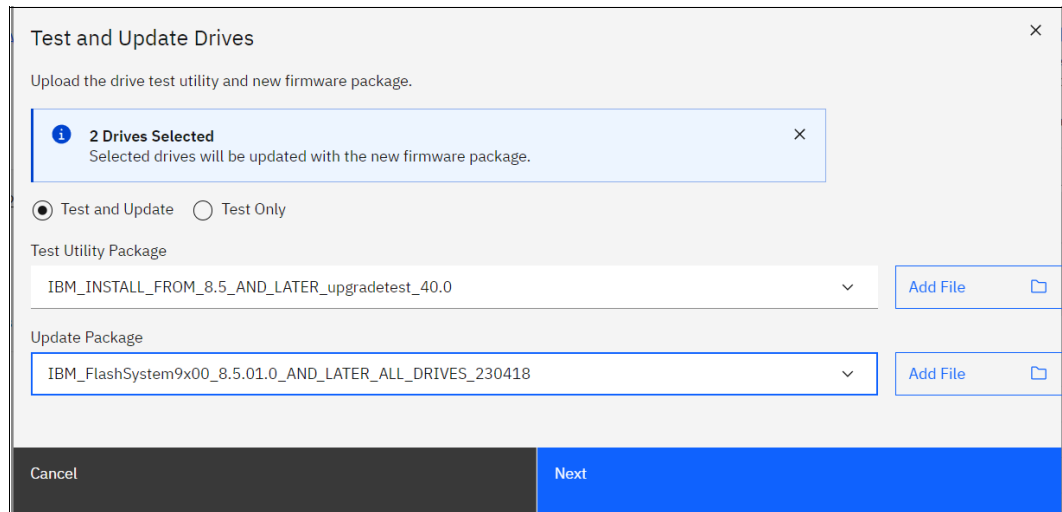 Test and Update Drives
Upload the drive test utility and new firmware package.
2 Drives Selected
Selected drives will be updated with the new firmware package.
Test and Update Test Only
Test Utility Package
IBM_INSTALL_FROM_8.5_AND_LATER_upgradetest_40.0 Add File
Update Package
IBM_FlashSystem9x00_8.5.01.0_AND_LATER_ALL_DRIVES_230418 Add File
Cancel Next